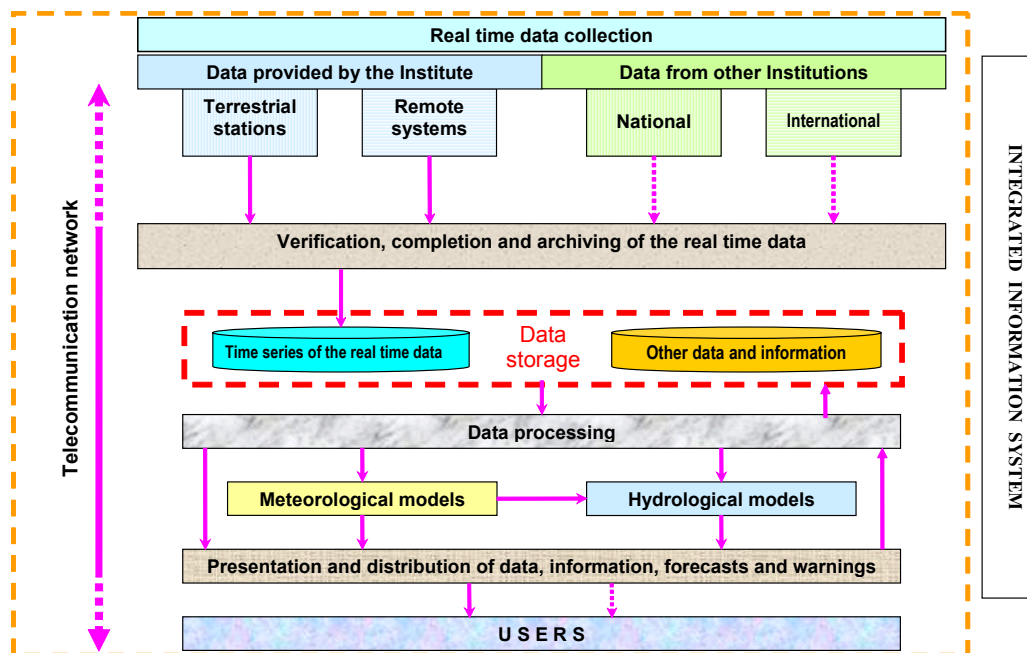 Real time data collection
Data provided by the Institute
Data from other Institutions
Terrestrial
stations
Remote
systems
National
International
Verification, completion and archiving of the real time data
Time series of the real time data
Data
storage
Other data and information
Data processing
Meteorological models
Hydrological models
Presentation and distribution of data, information, forecasts and warnings
U S E R S
Telecommunication network
INTEGRATED INFORMATION SYSTEM